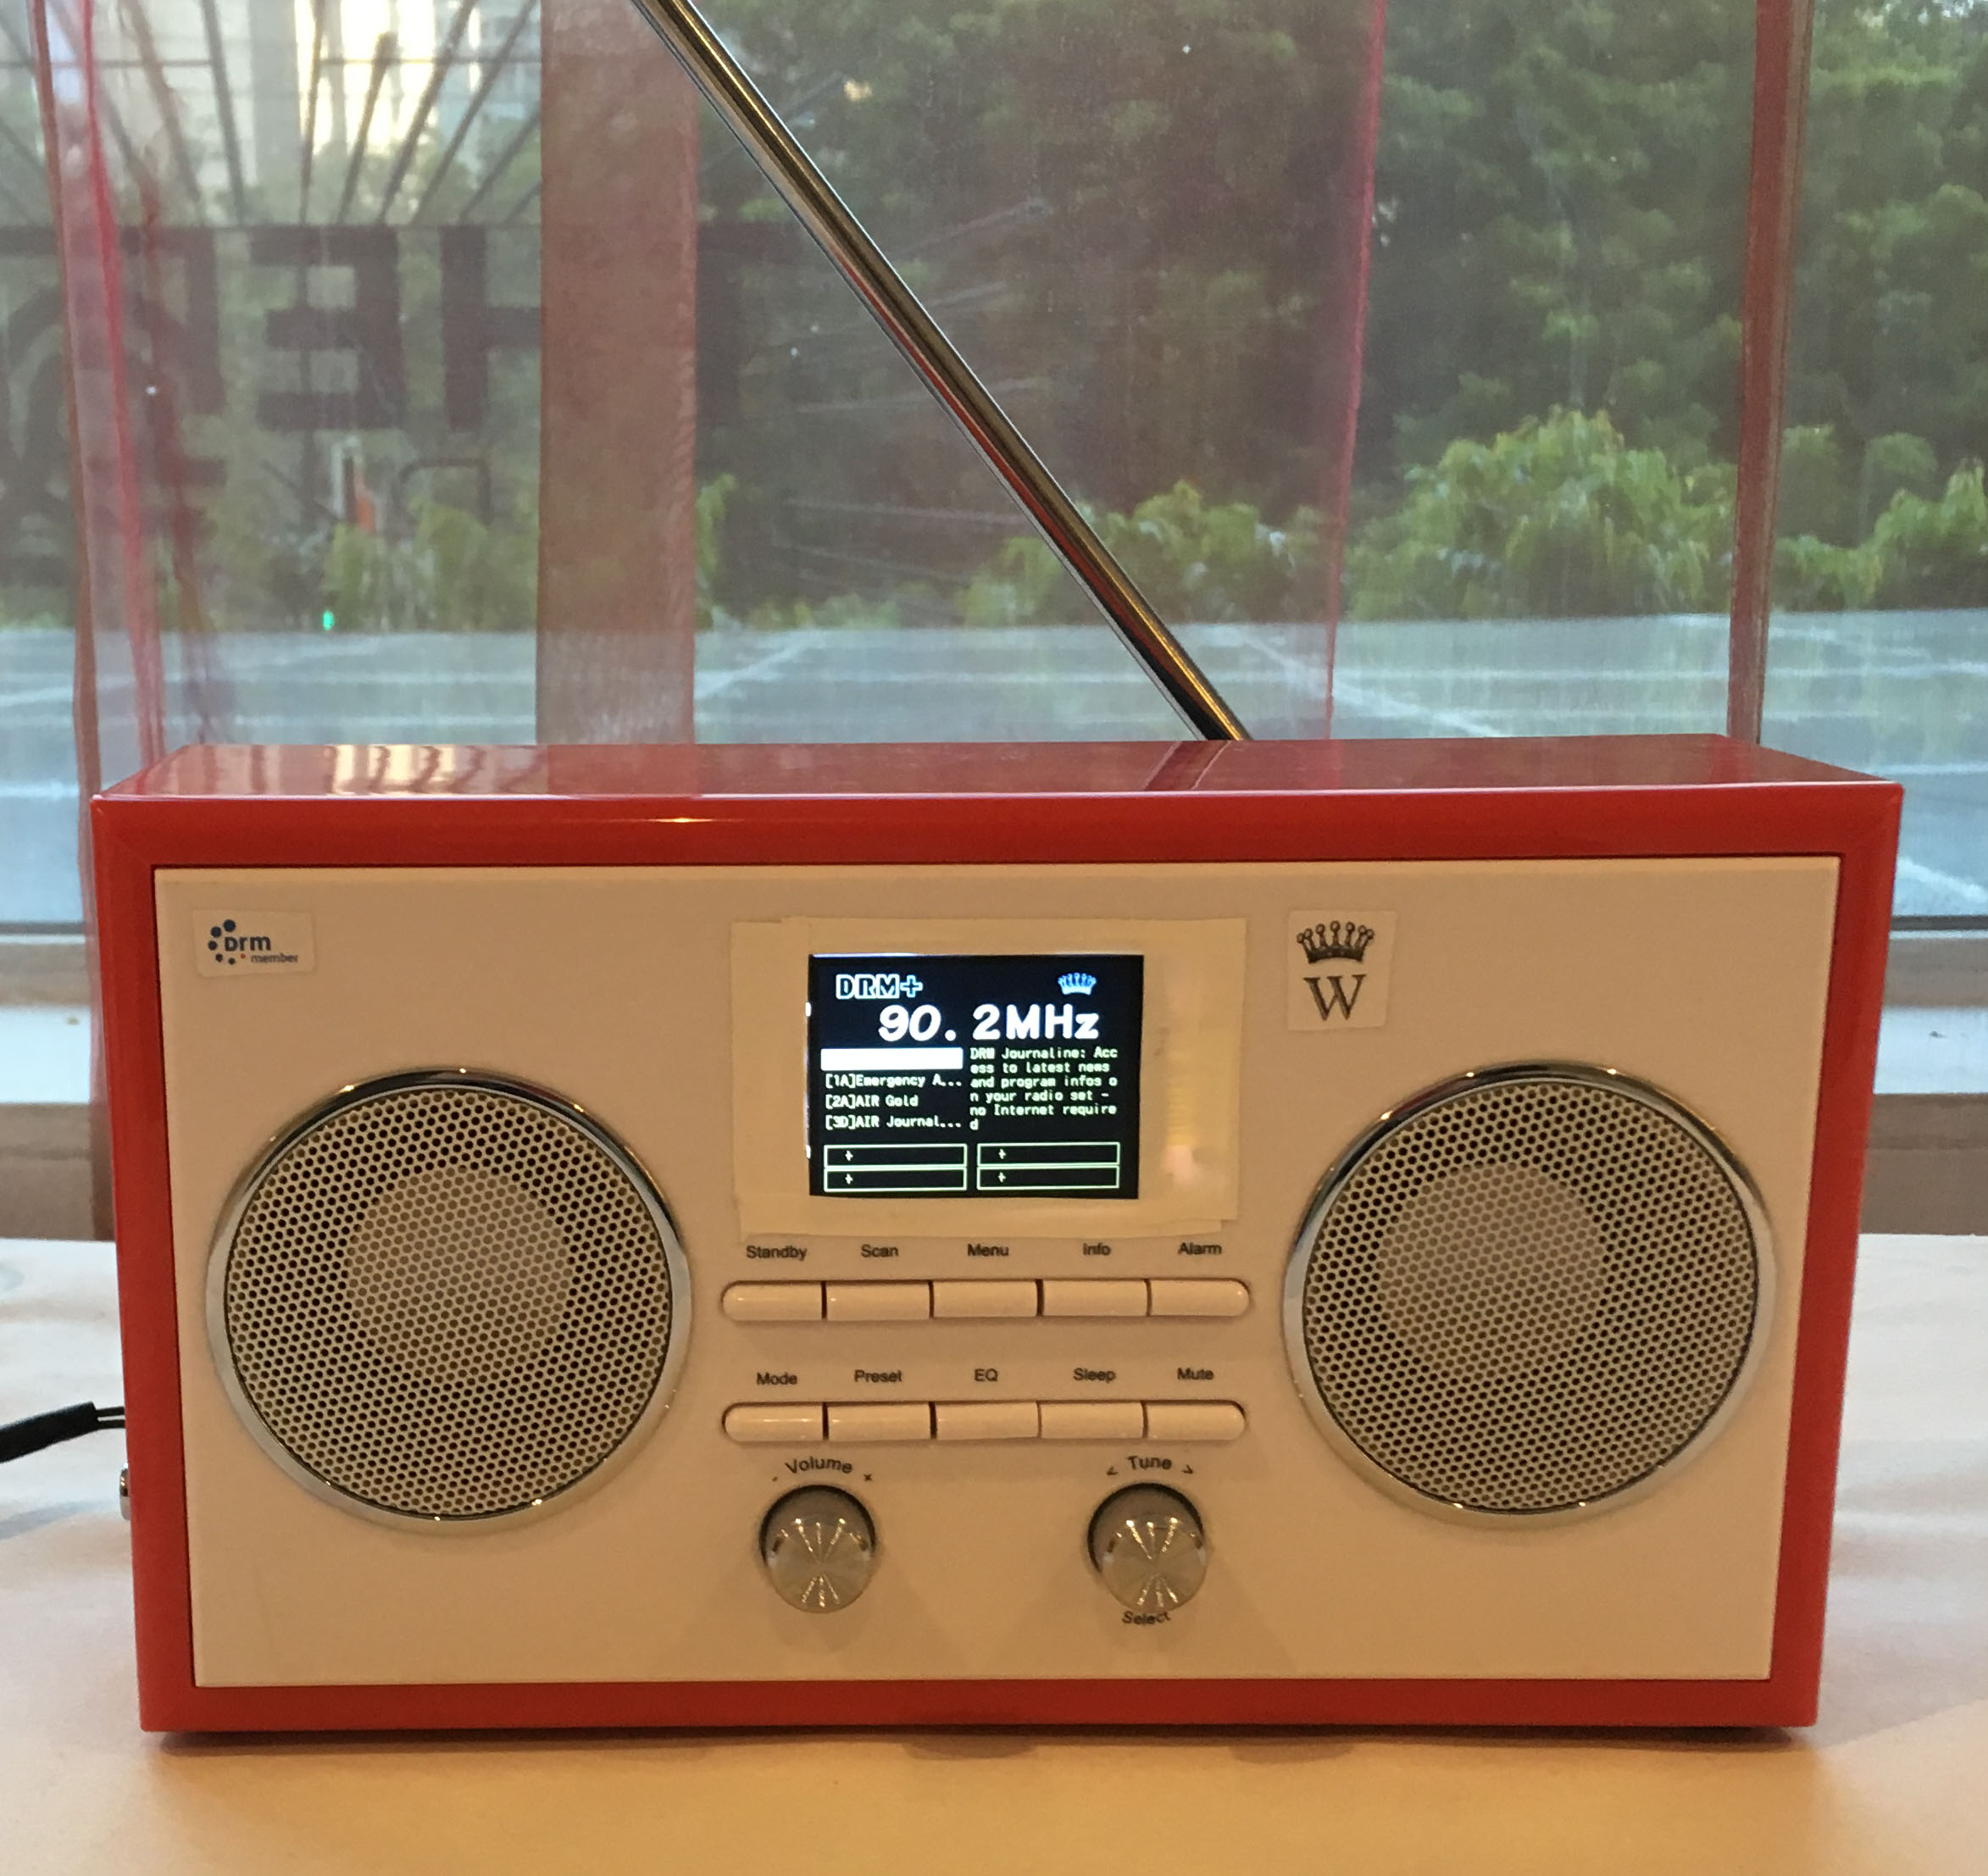 Drm
member
W
DRM+
90.2MHz
[1A]Emergency A...
[2A]AIR Gold
[3D]AIR Journal...
DRM Journaline: Acc
ess to latest news
and program infos o
n your radio set -
no Internet require
d
+ +
+ +
Standby Scan Menu Info Alarm
Mode Preset EQ Sleep Mute
- Volume +
< Tune >
Select